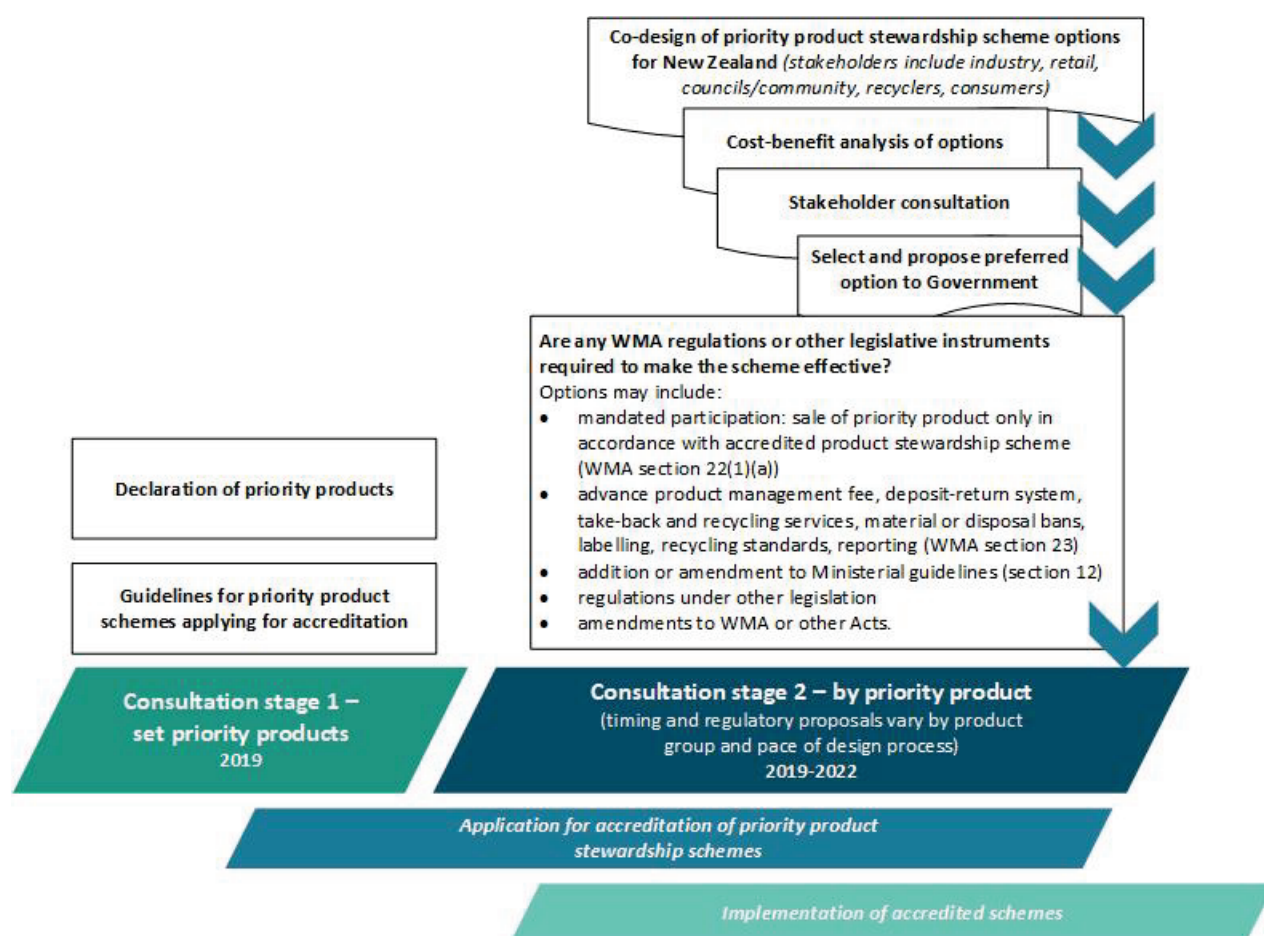 Co-design of priority product stewardship scheme options
for New Zealand (stakeholders include industry, retail,
councils/community, recyclers, consumers)
Cost-benefit analysis of options
Stakeholder consultation
Select and propose preferred
option to Government
Are any WMA regulations or other legislative instruments
required to make the scheme effective?
Options may include:
• mandated participation: sale of priority product only in
accordance with accredited product stewardship scheme
(WMA section 22(1)(a))
• advance product management fee, deposit-return system,
take-back and recycling services, material or disposal bans,
labelling, recycling standards, reporting (WMA section 23)
• addition or amendment to Ministerial guidelines (section 12)
• regulations under other legislation
• amendments to WMA or other Acts.
Declaration of priority products
Guidelines for priority product
schemes applying for accreditation
Consultation stage 1 –
set priority products
2019
Consultation stage 2 – by priority product
(timing and regulatory proposals vary by product
group and pace of design process)
2019-2022
Application for accreditation of priority product
stewardship schemes
Implementation of accredited schemes